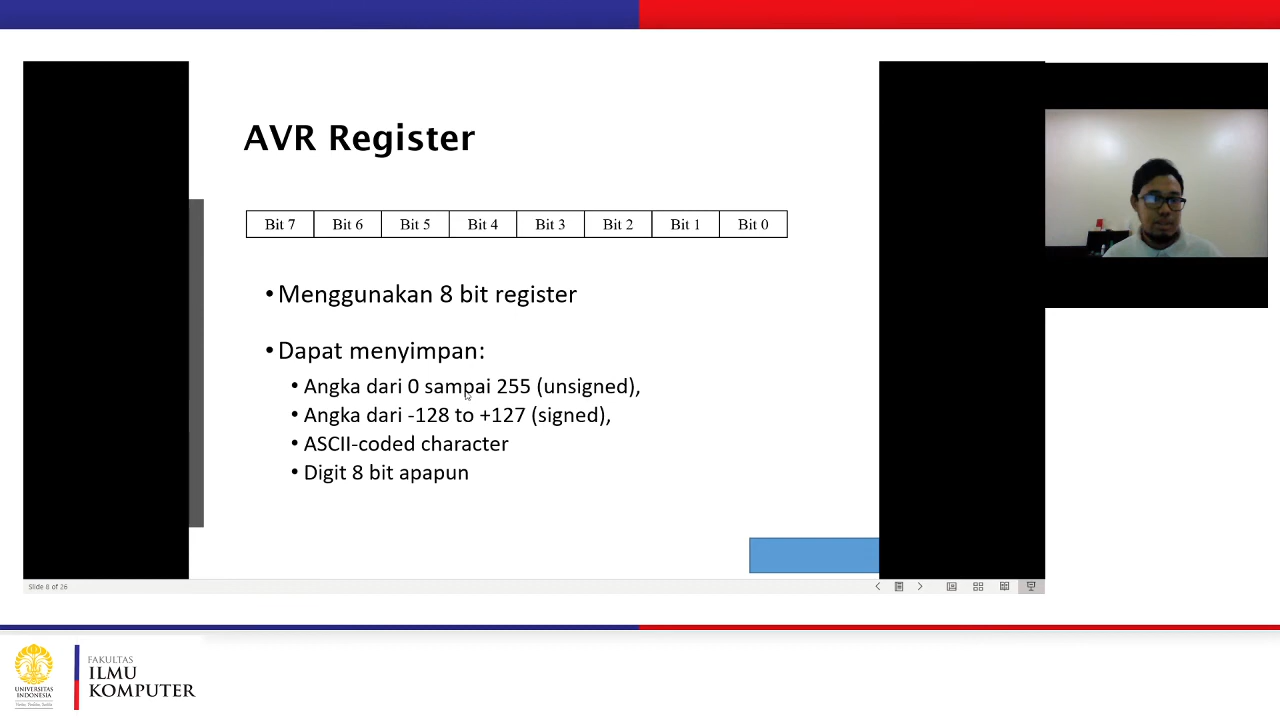 AVR Register
Bit 7 Bit 6 Bit 5 Bit 4 Bit 3 Bit 2 Bit 1 Bit 0
•Menggunakan 8 bit register
•Dapat menyimpan:
• Angka dari 0 sampai 255 (unsigned),
• Angka dari -128 to +127 (signed),
• ASCII-coded character
• Digit 8 bit apapun
Slide 8 of 26
UNIVERSITAS
INDONESIA
FAKULTAS
ILMU
KOMPUTER